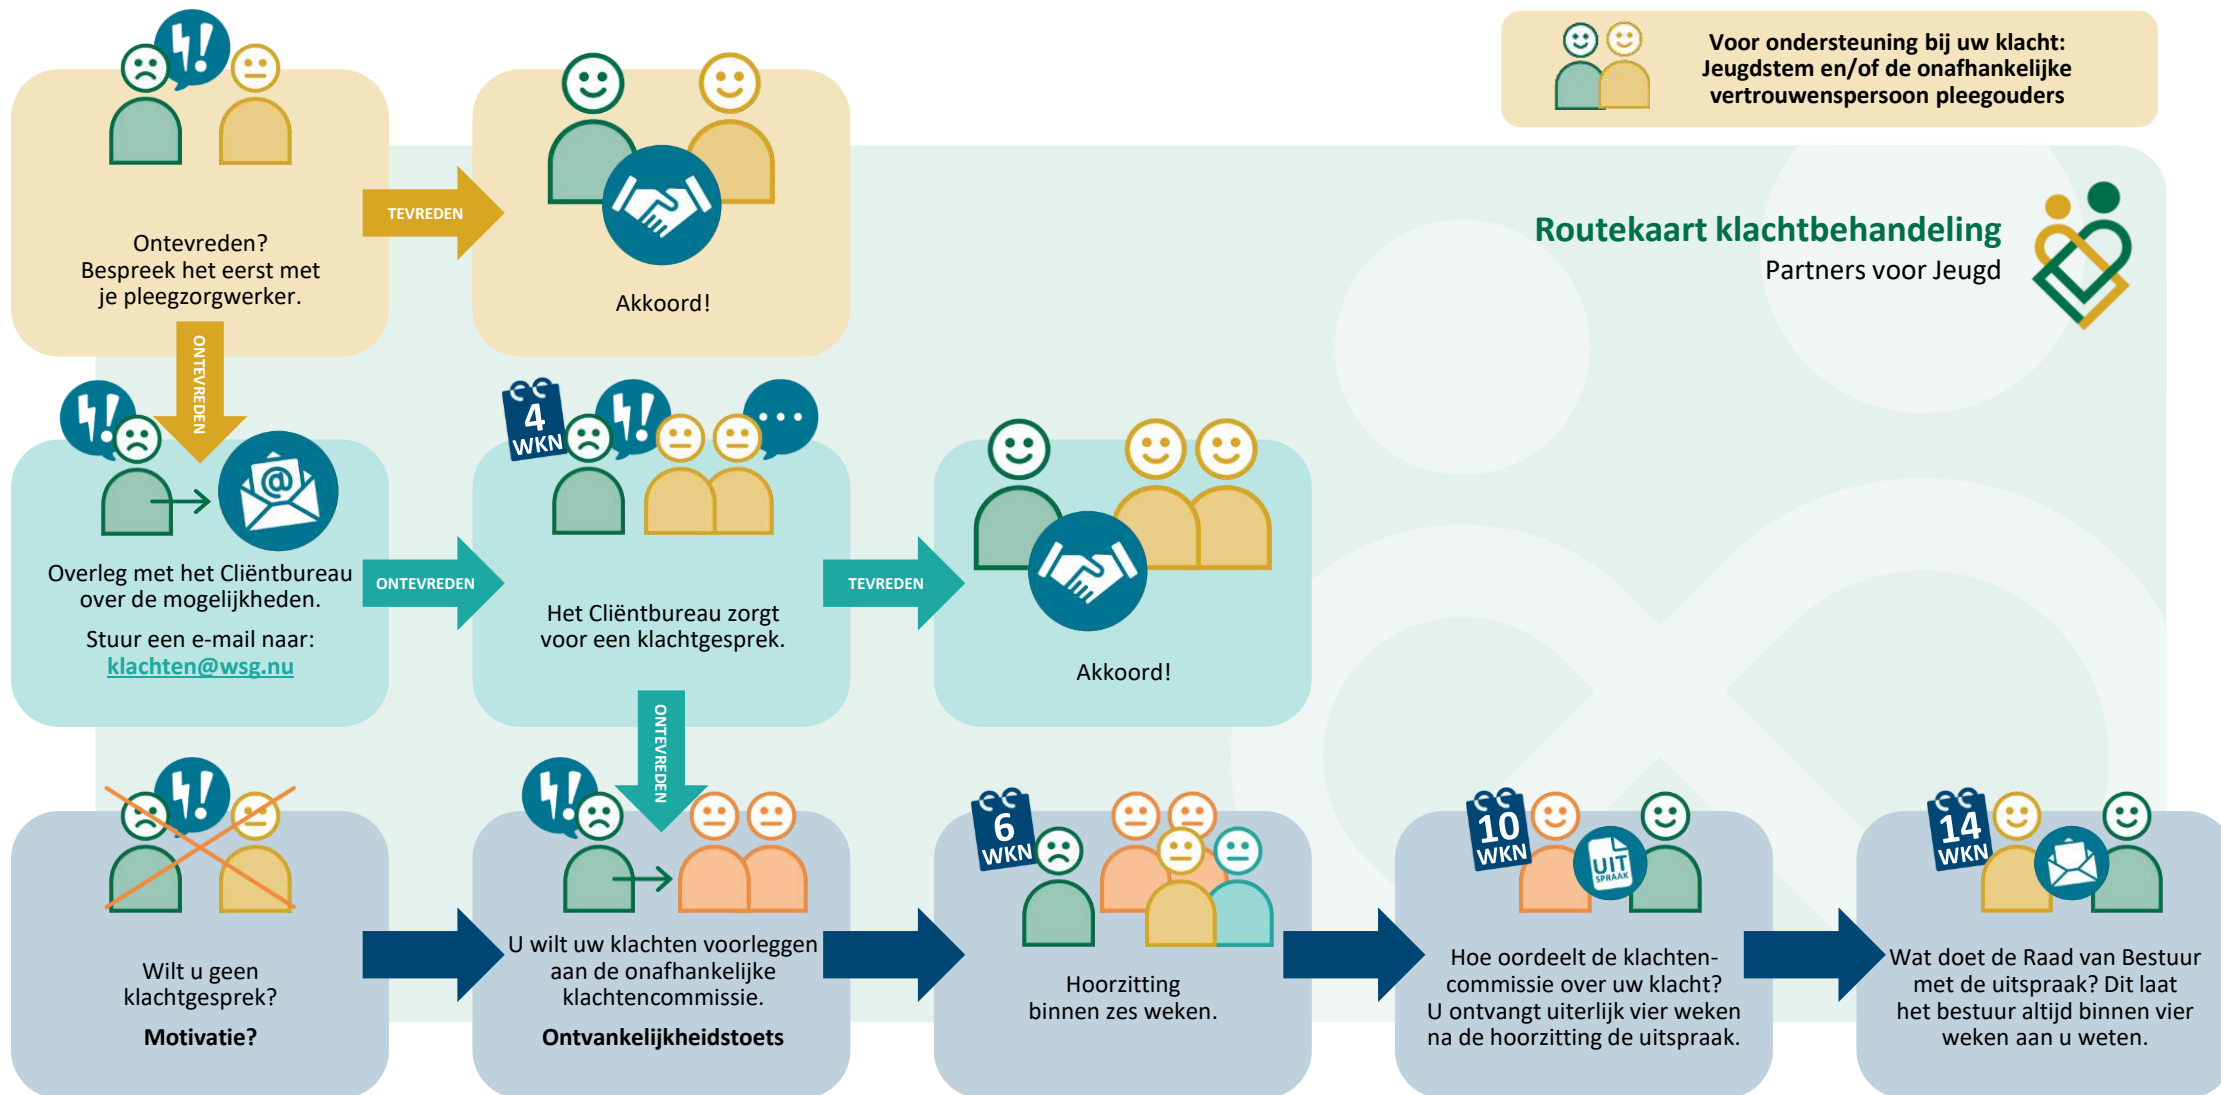 Voor ondersteuning bij uw klacht:
Jeugdstem en/of de onafhankelijke
vertrouwenspersoon pleegouders
Routekaart klachtbehandeling
Partners voor Jeugd
Ontevreden?
Bespreek het eerst met
je pleegzorgwerker.
TEVREDEN
Akkoord!
ONTEVREDEN
@
Overleg met het Cliëntbureau
over de mogelijkheden.
Stuur een e-mail naar:
klachten@wsg.nu
ONTEVREDEN
4
WKN
Het Cliëntbureau zorgt
voor een klachtgesprek.
TEVREDEN
Akkoord!
ONTEVREDEN
Wilt u geen
klachtgesprek?
Motivatie?
U wilt uw klachten voorleggen
aan de onafhankelijke
klachtencommissie.
Ontvankelijkheidstoets
6
WKN
Hoorzitting
binnen zes weken.
10
WKN
UIT
SPRAAK
Hoe oordeelt de klachten-
commissie over uw klacht?
U ontvangt uiterlijk vier weken
na de hoorzitting de uitspraak.
14
WKN
Wat doet de Raad van Bestuur
met de uitspraak? Dit laat
het bestuur altijd binnen vier
weken aan u weten.